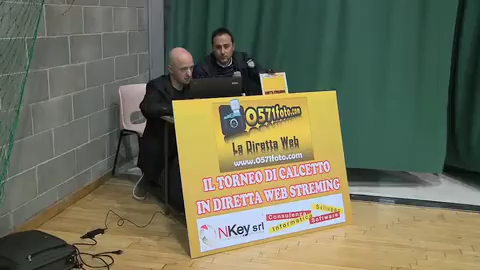 0571foto.com
La Diretta Web
www.0571foto.com
IL TORNEO DI CALCETTO
IN DIRETTA WEB STREMING
NKey srl
Consulenza
Informatica
Sviluppo
Software